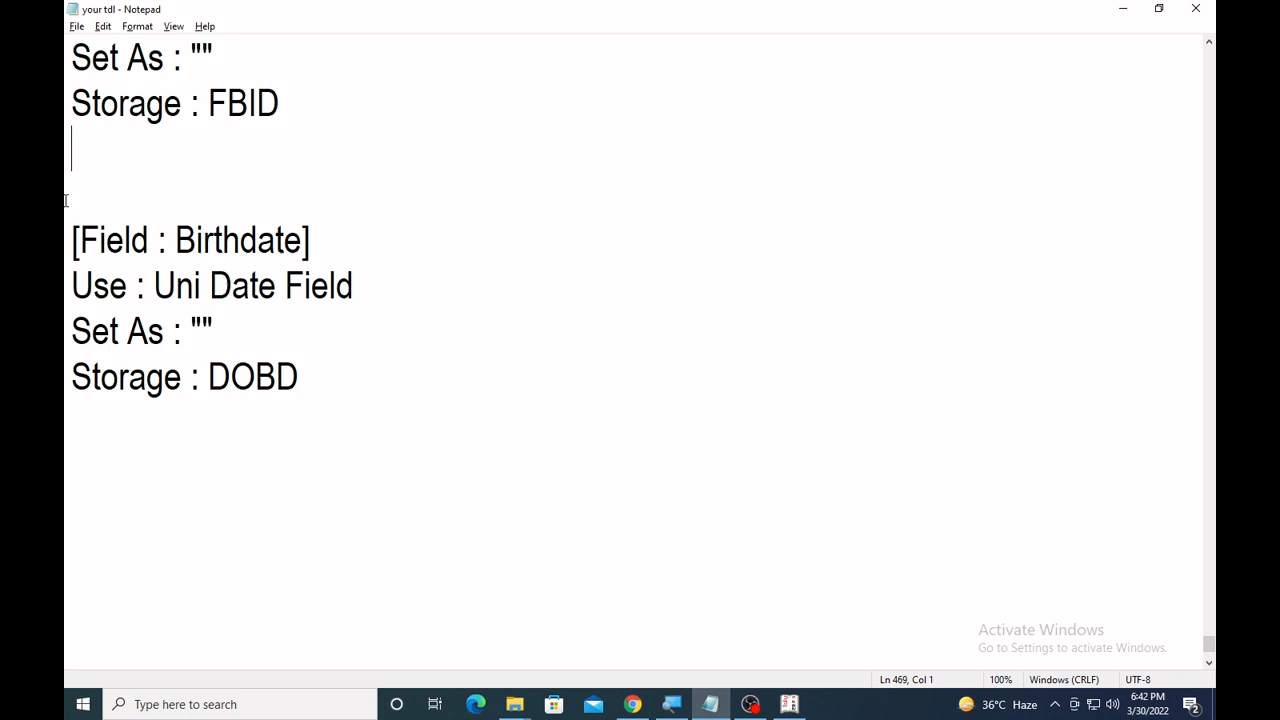 your tdl - Notepad
File Edit Format View Help
Set As : ""
Storage : FBID
[Field : Birthdate]
Use : Uni Date Field
Set As : ""
Storage : DOBD
Activate Windows
Go to Settings to activate Windows.
Ln 469, Col 1 100% Windows (CRLF) UTF-8
Type here to search 36°C Haze 6:42 PM
3/30/2022 2